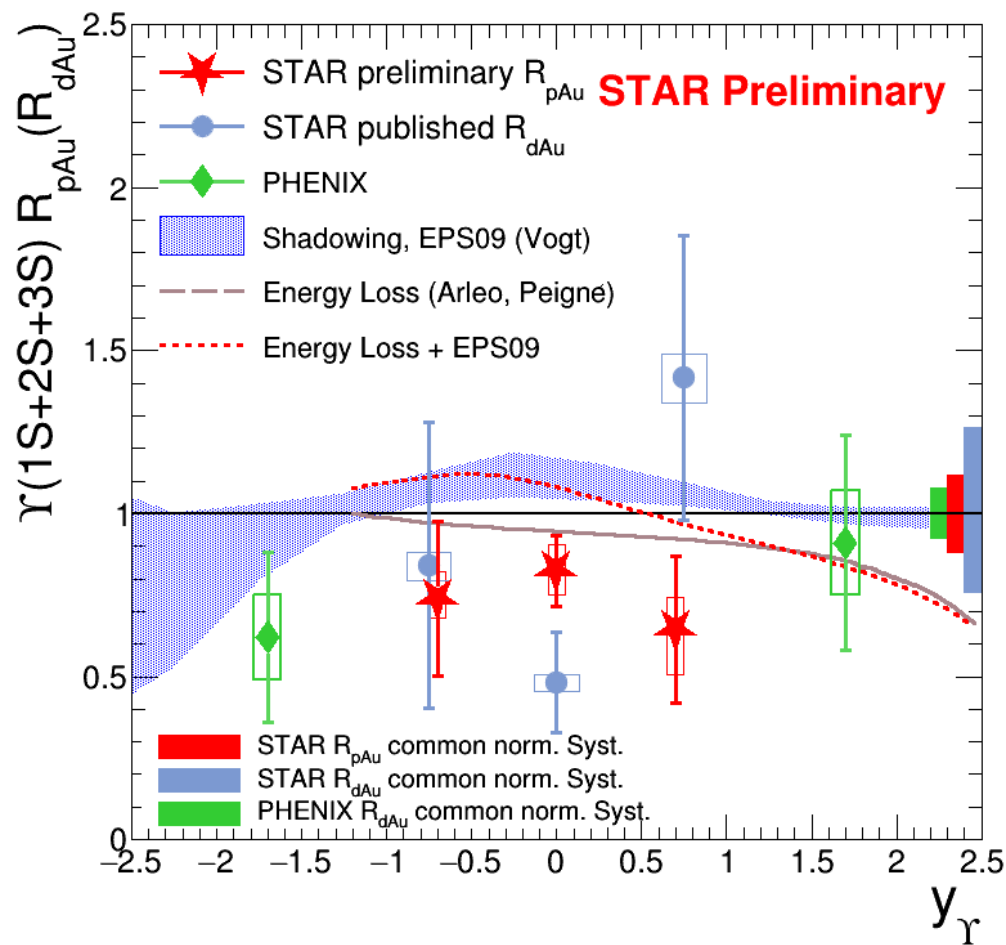 ϒ(1S+2S+3S) R_pAu(R_dAu)
2.5
2
1.5
1
0.5
0
STAR preliminary R_pAu
STAR Preliminary
STAR published R_dAu
PHENIX
Shadowing, EPS09 (Vogt)
Energy Loss (Arleo, Peigné)
Energy Loss + EPS09
STAR R_pAu common norm. Syst.
STAR R_dAu common norm. Syst.
PHENIX R_dAu common norm. Syst.
−2.5 −2 −1.5 −1 −0.5 0 0.5 1 1.5 2 2.5
y_ϒ